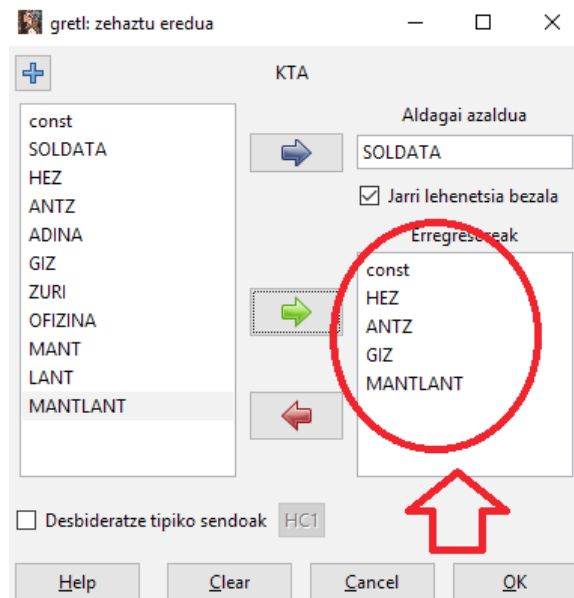 gretl: zehaztu eredua
KTA
const
SOLDATA
HEZ
ANTZ
ADINA
GIZ
ZURI
OFIZINA
MANT
LANT
MANTLANT
Aldagai azaldua
SOLDATA
Jarri lehenetsia bezala
Erregresoreak
const
HEZ
ANTZ
GIZ
MANTLANT
Desbideratze tipiko sendoak
HC1
Help
Clear
Cancel
OK